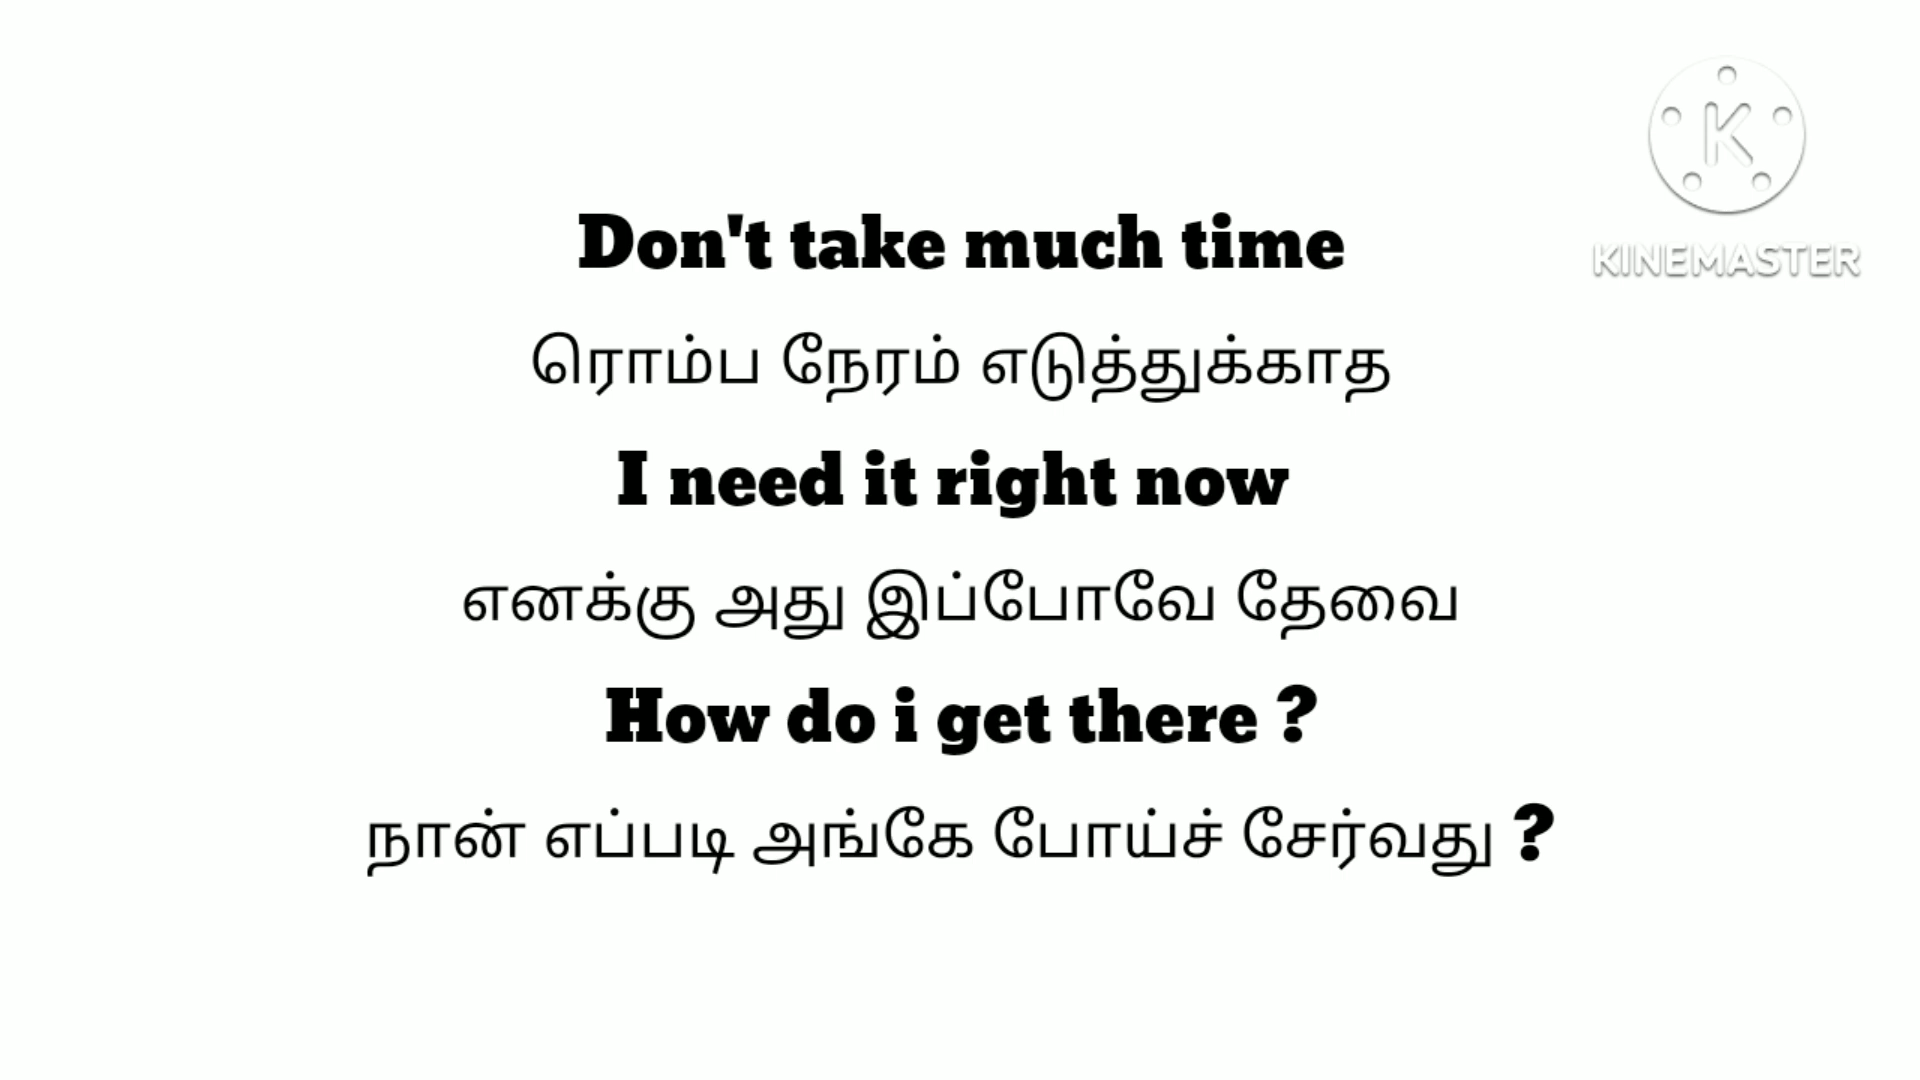 Don't take much time
ரொம்ப நேரம் எடுத்துக்காத
I need it right now
எனக்கு அது இப்போவே தேவை
How do i get there ?
நான் எப்படி அங்கே போய்ச் சேர்வது ?
K
KINEMASTER